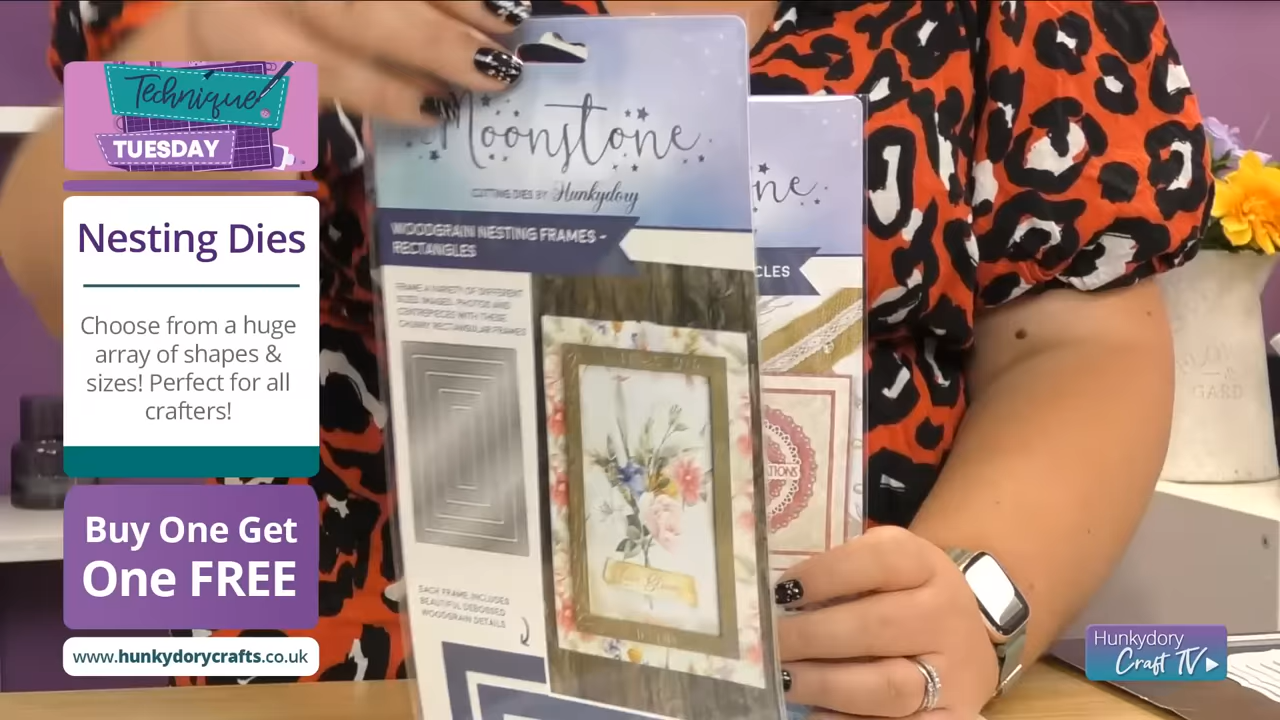 Technique
TUESDAY
Nesting Dies
Choose from a huge
array of shapes &
sizes! Perfect for all
crafters!
Buy One Get
One FREE
www.hunkydorycrafts.co.uk
Moonstone
CUTTING DIES BY Hunkydory
WOODGRAIN NESTING FRAMES -
RECTANGLES
FRAME A VARIETY OF DIFFERENT
SIZED IMAGES, PHOTOS AND
CENTREPIECES WITH THESE
CHUNKY RECTANGULAR FRAMES
EACH FRAME INCLUDES
BEAUTIFUL DEBOSSED
WOODGRAIN DETAILS
ne
CLES
ATIONS
GARD
Hunkydory
Craft TV